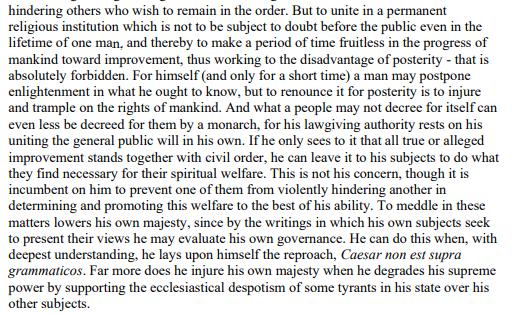 hindering others who wish to remain in the order. But to unite in a permanent
religious institution which is not to be subject to doubt before the public even in the
lifetime of one man, and thereby to make a period of time fruitless in the progress of
mankind toward improvement, thus working to the disadvantage of posterity - that is
absolutely forbidden. For himself (and only for a short time) a man may postpone
enlightenment in what he ought to know, but to renounce it for posterity is to injure
and trample on the rights of mankind. And what a people may not decree for itself can
even less be decreed for them by a monarch, for his lawgiving authority rests on his
uniting the general public will in his own. If he only sees to it that all true or alleged
improvement stands together with civil order, he can leave it to his subjects to do what
they find necessary for their spiritual welfare. This is not his concern, though it is
incumbent on him to prevent one of them from violently hindering another in
determining and promoting this welfare to the best of his ability. To meddle in these
matters lowers his own majesty, since by the writings in which his own subjects seek
to present their views he may evaluate his own governance. He can do this when, with
deepest understanding, he lays upon himself the reproach, Caesar non est supra
grammaticos. Far more does he injure his own majesty when he degrades his supreme
power by supporting the ecclesiastical despotism of some tyrants in his state over his
other subjects.